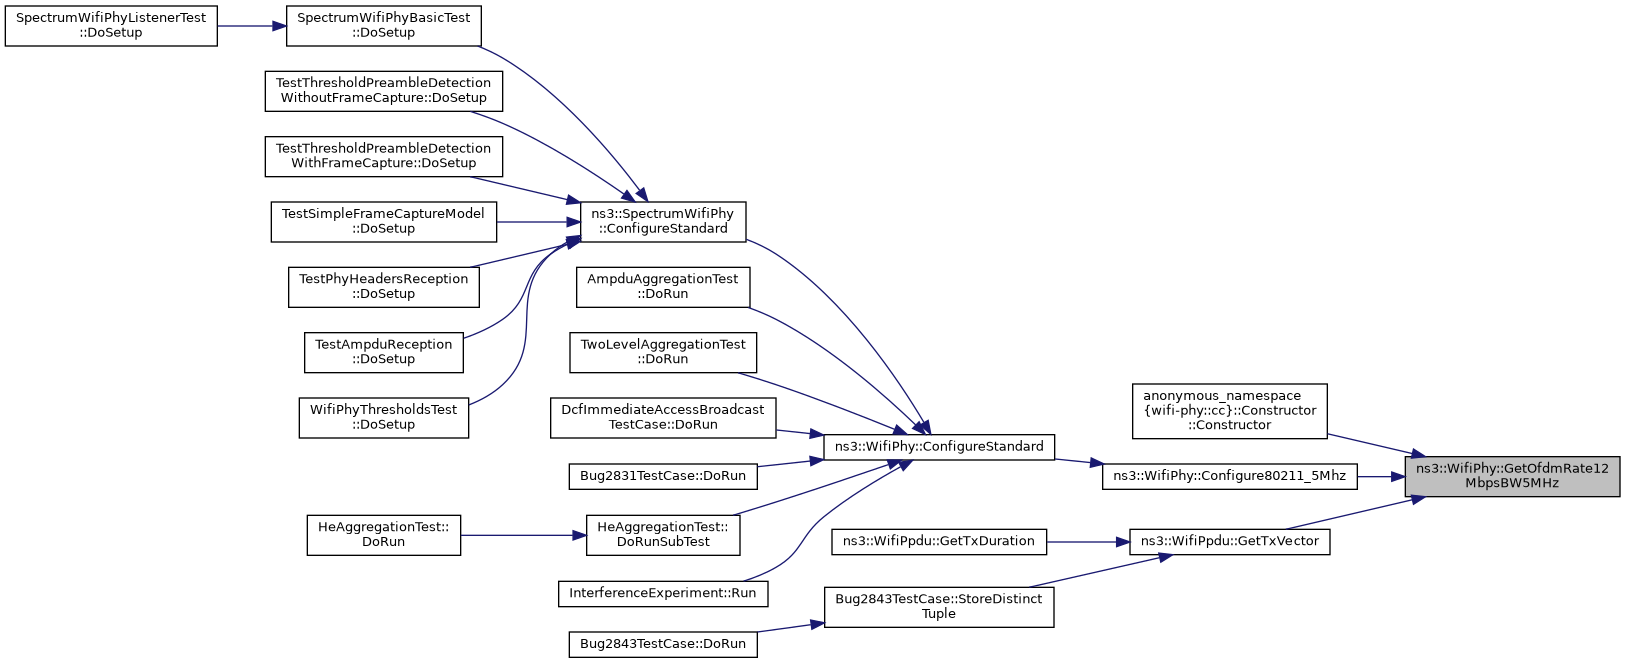 SpectrumWifiPhyListenerTest
::DoSetup
SpectrumWifiPhyBasicTest
::DoSetup
TestThresholdPreambleDetection
WithoutFrameCapture::DoSetup
TestThresholdPreambleDetection
WithFrameCapture::DoSetup
TestSimpleFrameCaptureModel
::DoSetup
TestPhyHeadersReception
::DoSetup
TestAmpduReception
::DoSetup
WifiPhyThresholdsTest
::DoSetup
HeAggregationTest::
DoRun
ns3::SpectrumWifiPhy
::ConfigureStandard
AmpduAggregationTest
::DoRun
TwoLevelAggregationTest
::DoRun
DcfImmediateAccessBroadcast
TestCase::DoRun
Bug2831TestCase::DoRun
HeAggregationTest::
DoRunSubTest
InterferenceExperiment::Run
Bug2843TestCase::DoRun
ns3::WifiPhy::ConfigureStandard
ns3::WifiPpdu::GetTxDuration
Bug2843TestCase::StoreDistinct
Tuple
anonymous_namespace
{wifi-phy::cc}::Constructor
::Constructor
ns3::WifiPhy::Configure80211_5Mhz
ns3::WifiPpdu::GetTxVector
ns3::WifiPhy::GetOfdmRate12
MbpsBW5MHz